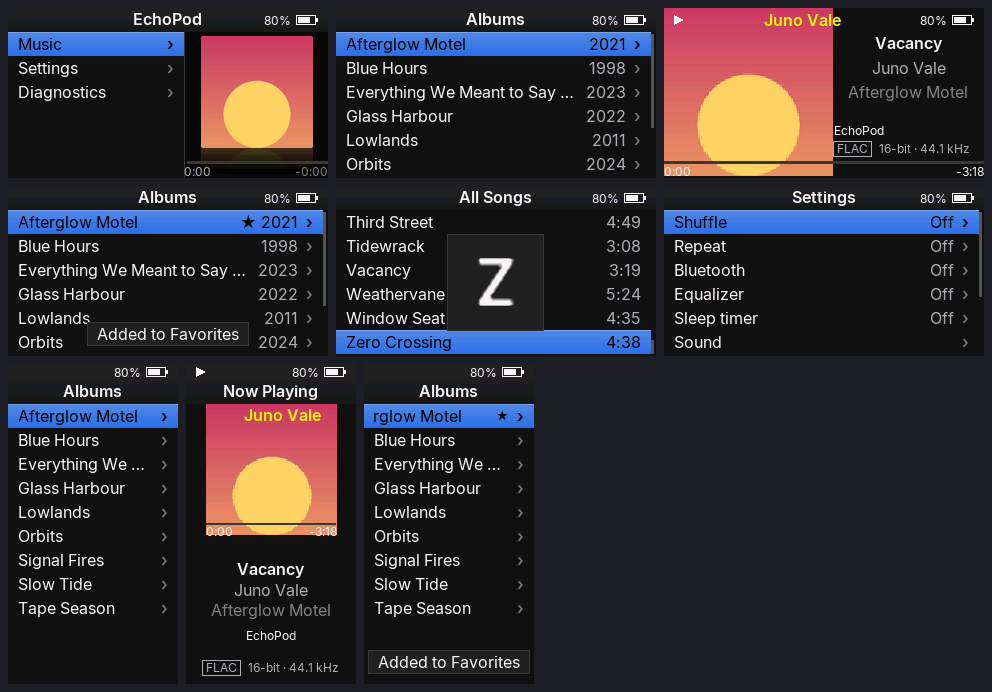 EchoPod 80%
Music ›
Settings ›
Diagnostics ›
0:00 -0:00
Albums 80%
Afterglow Motel 2021 ›
Blue Hours 1998 ›
Everything We Meant to Say ... 2023 ›
Glass Harbour 2022 ›
Lowlands 2011 ›
Orbits 2024 ›
Juno Vale 80%
Vacancy
Juno Vale
Afterglow Motel
EchoPod
FLAC 16-bit · 44.1 kHz
0:00 -3:18
Albums 80%
Afterglow Motel ★ 2021 ›
Blue Hours 1998 ›
Everything We Meant to Say ... 2023 ›
Glass Harbour 2022 ›
Lowlands 2011 ›
Added to Favorites
Orbits 2024 ›
All Songs 80%
Third Street 4:49
Tidewrack 3:08
Vacancy 3:19
Z
Weathervane 5:24
Window Seat 4:35
Zero Crossing 4:38
Settings 80%
Shuffle Off ›
Repeat Off ›
Bluetooth Off ›
Equalizer Off ›
Sleep timer Off ›
Sound ›
80%
Albums
Afterglow Motel ›
Blue Hours ›
Everything We ... ›
Glass Harbour ›
Lowlands ›
Orbits ›
Signal Fires ›
Slow Tide ›
Tape Season ›
80%
Now Playing
Juno Vale
0:00 -3:18
Vacancy
Juno Vale
Afterglow Motel
EchoPod
FLAC 16-bit · 44.1 kHz
80%
Albums
rglow Motel ★ ›
Blue Hours ›
Everything We ... ›
Glass Harbour ›
Lowlands ›
Orbits ›
Signal Fires ›
Slow Tide ›
Tape Season ›
Added to Favorites